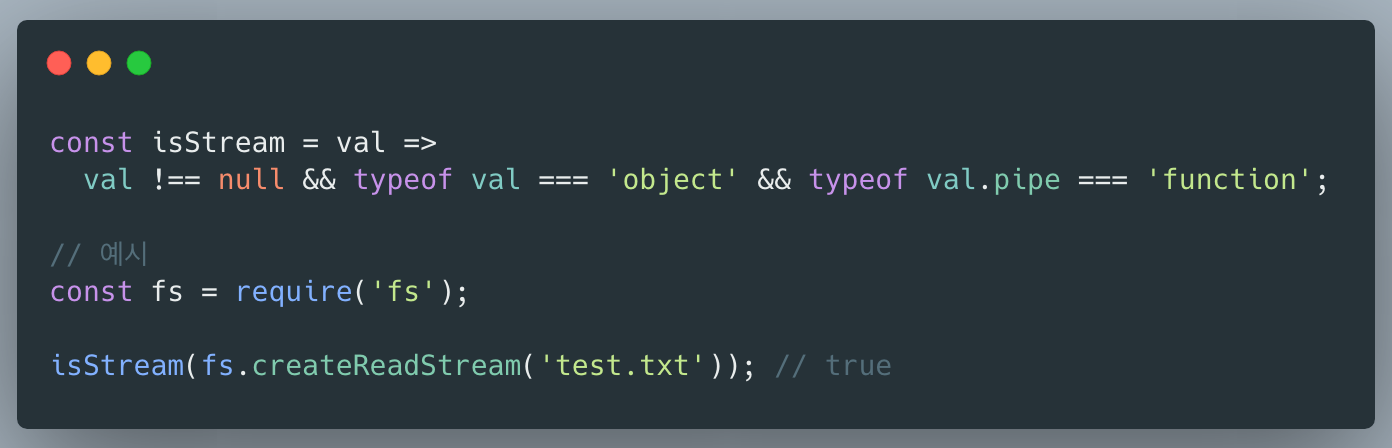 const isStream = val =>
  val !== null && typeof val === 'object' && typeof val.pipe === 'function';
// 예시
const fs = require('fs');
isStream(fs.createReadStream('test.txt')); // true